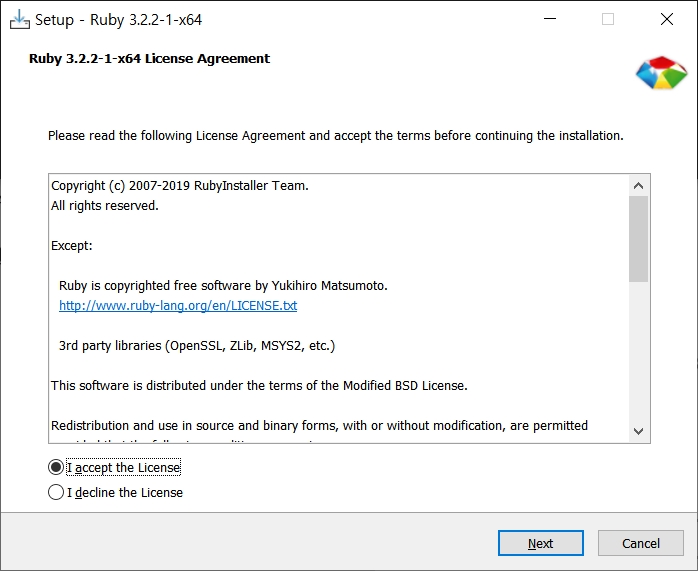 Setup - Ruby 3.2.2-1-x64
Ruby 3.2.2-1-x64 License Agreement
Please read the following License Agreement and accept the terms before continuing the installation.
Copyright (c) 2007-2019 RubyInstaller Team.
All rights reserved.
Except:
Ruby is copyrighted free software by Yukihiro Matsumoto.
http://www.ruby-lang.org/en/LICENSE.txt
3rd party libraries (OpenSSL, ZLib, MSYS2, etc.)
This software is distributed under the terms of the Modified BSD License.
Redistribution and use in source and binary forms, with or without modification, are permitted
I accept the License
I decline the License
Next
Cancel